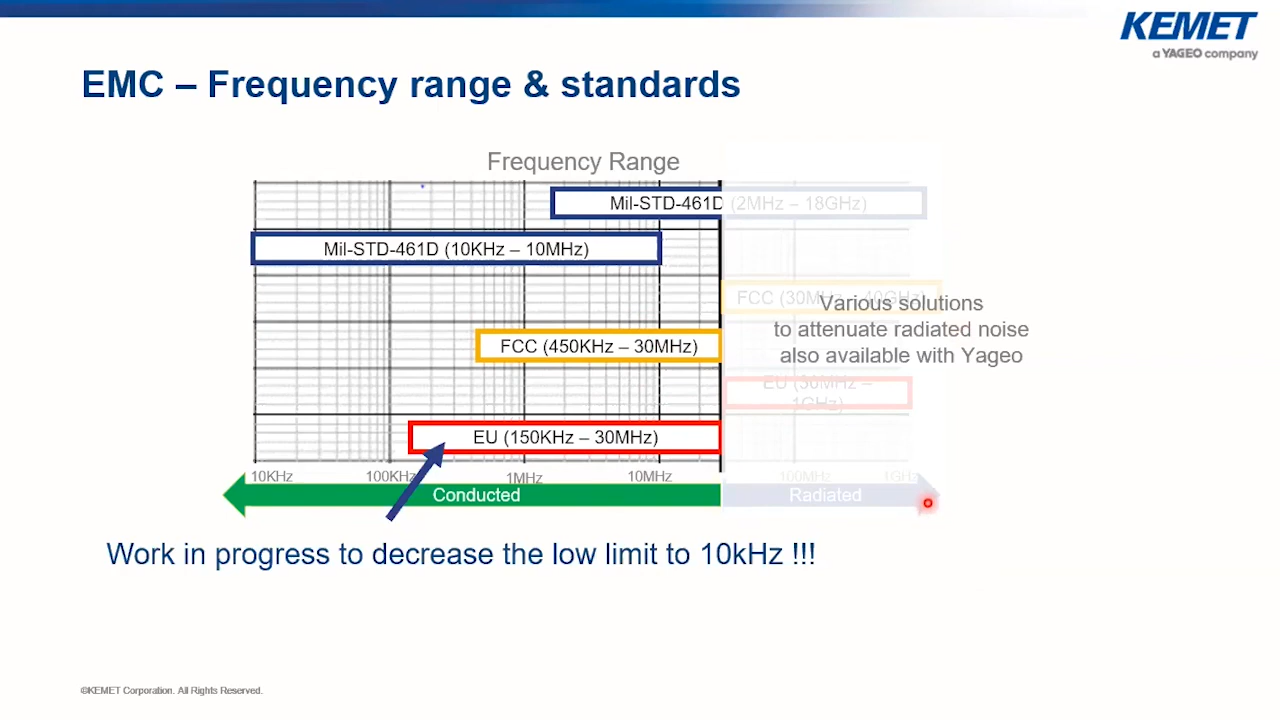 KEMET
a YAGEO company
EMC – Frequency range & standards
Frequency Range
Mil-STD-461D (2MHz – 18GHz)
Mil-STD-461D (10KHz – 10MHz)
FCC (30MHz – 40GHz)
Various solutions
to attenuate radiated noise
also available with Yageo
FCC (450KHz – 30MHz)
EU (30MHz –
1GHz)
EU (150KHz – 30MHz)
10KHz 100KHz 1MHz 10MHz 100MHz 1GHz
Conducted Radiated
Work in progress to decrease the low limit to 10kHz !!!
©KEMET Corporation. All Rights Reserved.